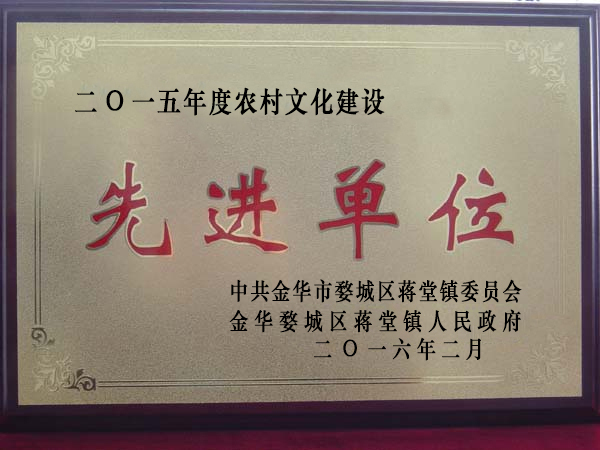 二〇一五年度农村文化建设
先进单位
中共金华市婺城区蒋堂镇委员会
金华婺城区蒋堂镇人民政府
二〇一六年二月